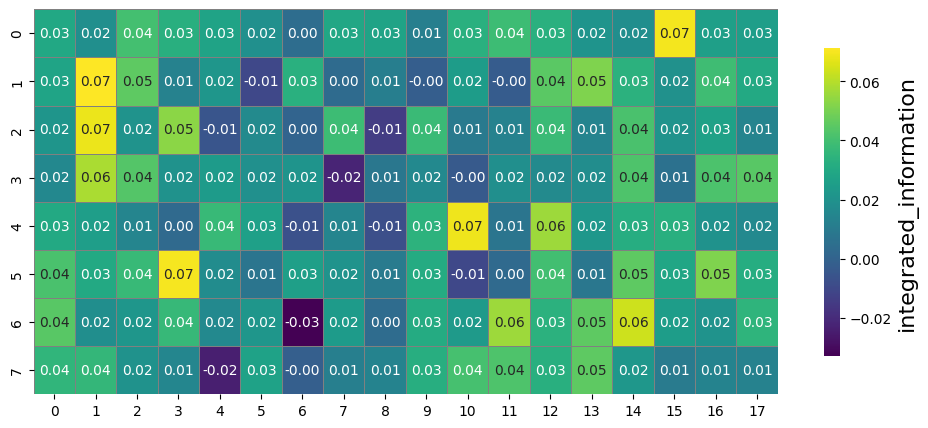 0 0.03 0.02 0.04 0.03 0.03 0.02 0.00 0.03 0.03 0.01 0.03 0.04 0.03 0.02 0.02 0.07 0.03 0.03
1 0.03 0.07 0.05 0.01 0.02 -0.01 0.03 0.00 0.01 -0.00 0.02 -0.00 0.04 0.05 0.03 0.02 0.04 0.03
2 0.02 0.07 0.02 0.05 -0.01 0.02 0.00 0.04 -0.01 0.04 0.01 0.01 0.04 0.01 0.04 0.02 0.03 0.01
3 0.02 0.06 0.04 0.02 0.02 0.02 0.02 -0.02 0.01 0.02 -0.00 0.02 0.02 0.02 0.04 0.01 0.04 0.04
4 0.03 0.02 0.01 0.00 0.04 0.03 -0.01 0.01 -0.01 0.03 0.07 0.01 0.06 0.02 0.03 0.03 0.02 0.02
5 0.04 0.03 0.04 0.07 0.02 0.01 0.03 0.02 0.01 0.03 -0.01 0.00 0.04 0.01 0.05 0.03 0.05 0.03
6 0.04 0.02 0.02 0.04 0.02 0.02 -0.03 0.02 0.00 0.03 0.02 0.06 0.03 0.05 0.06 0.02 0.02 0.03
7 0.04 0.04 0.02 0.01 -0.02 0.03 -0.00 0.01 0.01 0.03 0.04 0.04 0.03 0.05 0.02 0.01 0.01 0.01
0 1 2 3 4 5 6 7 8 9 10 11 12 13 14 15 16 17
0.06
0.04
0.02
0.00
−0.02
integrated_information